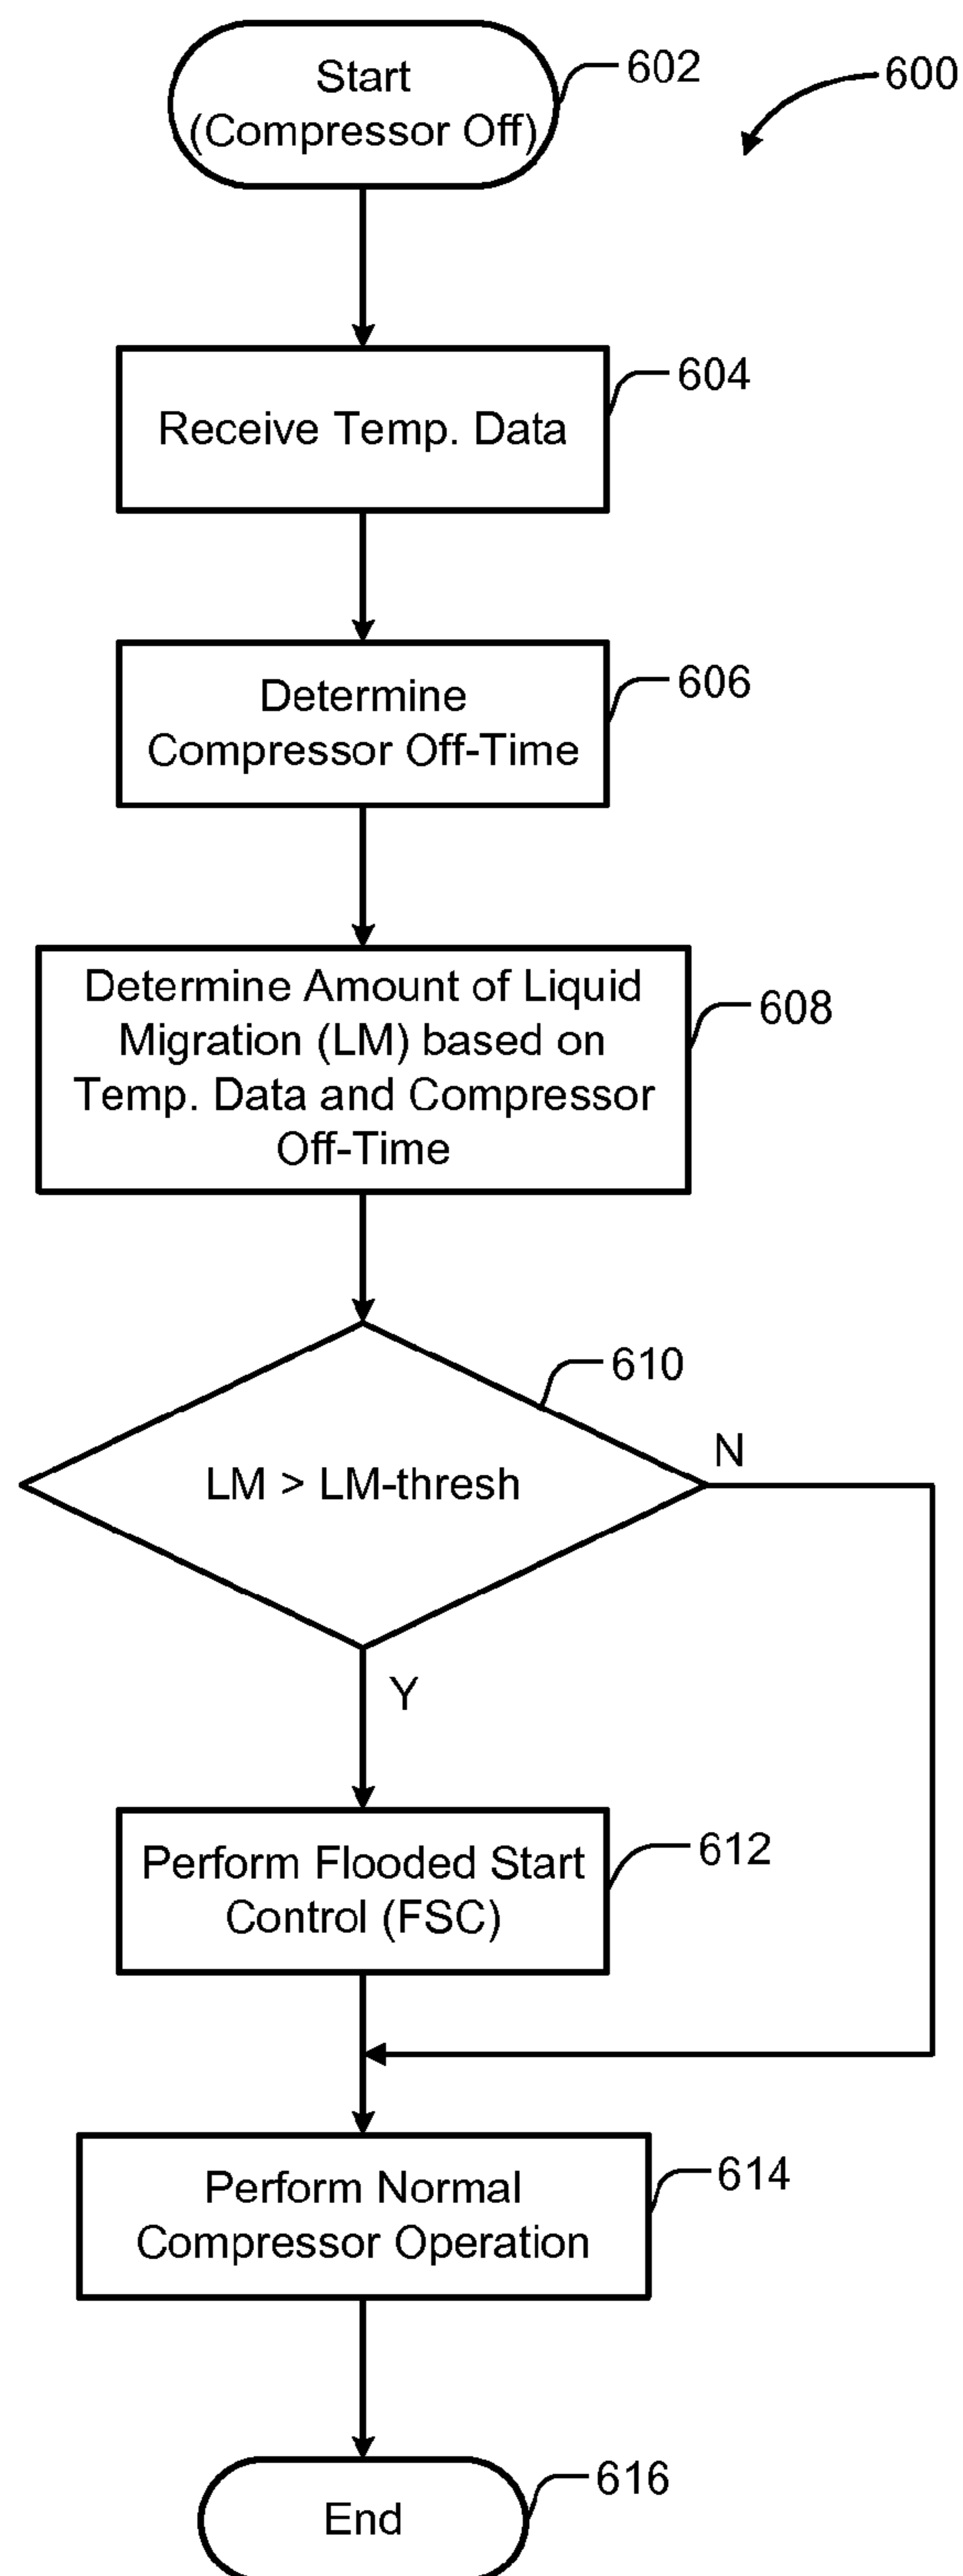 Start
(Compressor Off)
602
600
Receive Temp. Data
604
Determine
Compressor Off-Time
606
Determine Amount of Liquid
Migration (LM) based on
Temp. Data and Compressor
Off-Time
608
LM > LM-thresh
610
N
Y
Perform Flooded Start
Control (FSC)
612
Perform Normal
Compressor Operation
614
End
616